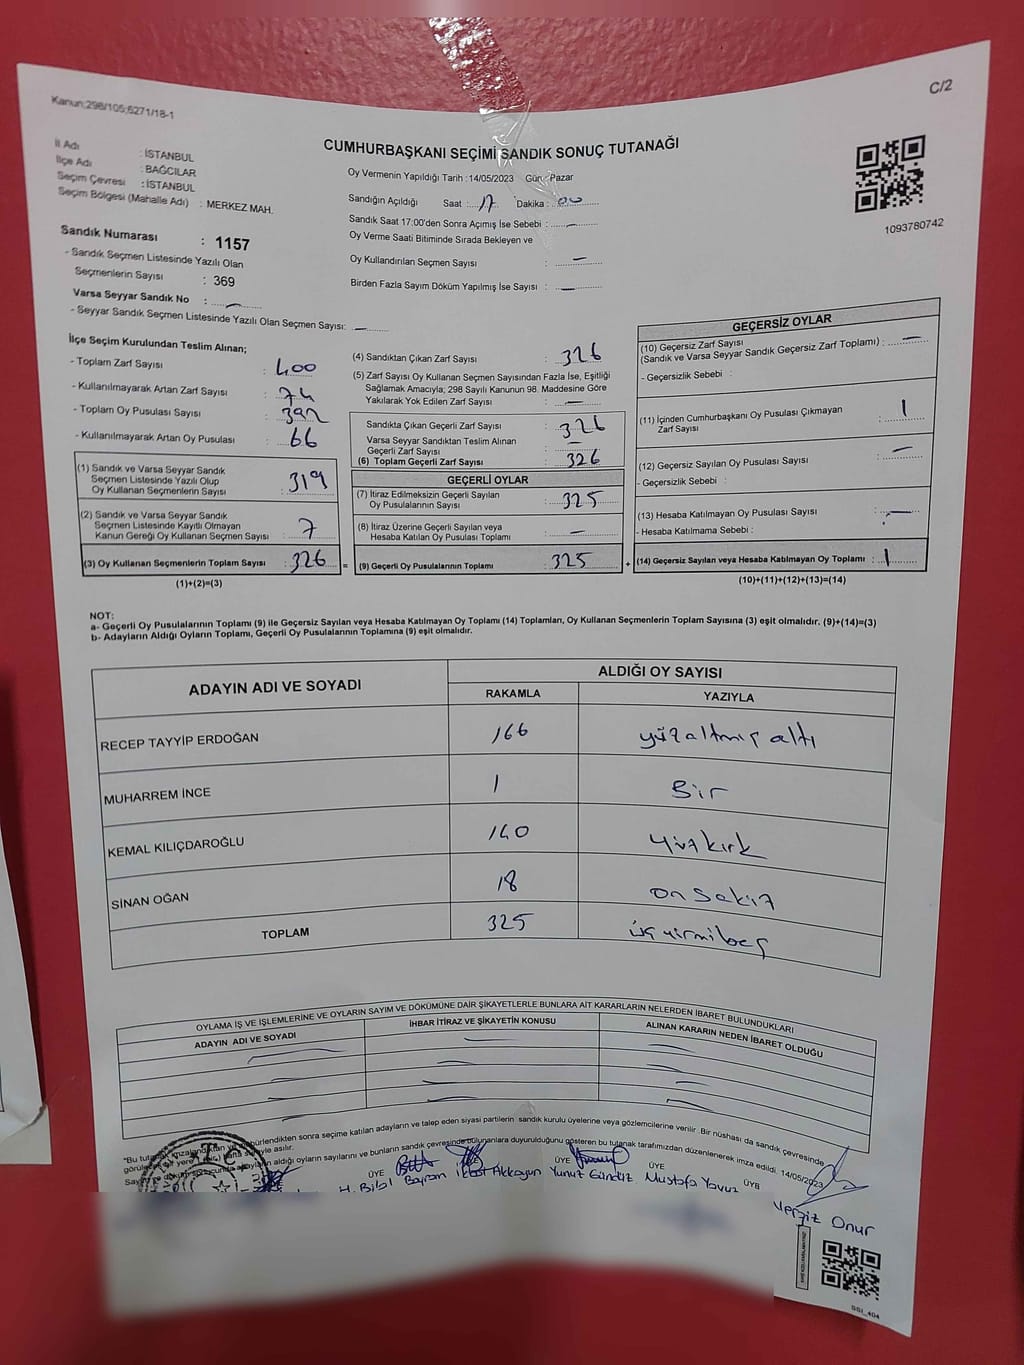 Kanun;298/105;6271/18-1
C/2
İl Adı : İSTANBUL
İlçe Adı : BAĞCILAR
Seçim Çevresi : İSTANBUL
Seçim Bölgesi (Mahalle Adı) : MERKEZ MAH.
CUMHURBAŞKANI SEÇİMİ SANDIK SONUÇ TUTANAĞI
Oy Vermenin Yapıldığı Tarih : 14/05/2023 Gün : Pazar
Sandığın Açıldığı Saat : 17 Dakika : 00
Sandık Saat 17:00'den Sonra Açımış İse Sebebi : —
Oy Verme Saati Bitiminde Sırada Bekleyen ve
Oy Kullandırılan Seçmen Sayısı : —
Birden Fazla Sayım Döküm Yapılmış İse Sayısı : —
1093780742
Sandık Numarası : 1157
- Sandık Seçmen Listesinde Yazılı Olan
Seçmenlerin Sayısı : 369
Varsa Seyyar Sandık No : —
- Seyyar Sandık Seçmen Listesinde Yazılı Olan Seçmen Sayısı: —
İlçe Seçim Kurulundan Teslim Alınan;
- Toplam Zarf Sayısı : 400
- Kullanılmayarak Artan Zarf Sayısı : 74
- Toplam Oy Pusulası Sayısı : 392
- Kullanılmayarak Artan Oy Pusulası : 66
(1) Sandık ve Varsa Seyyar Sandık
Seçmen Listesinde Yazılı Olup
Oy Kullanan Seçmenlerin Sayısı : 319
(2) Sandık ve Varsa Seyyar Sandık
Seçmen Listesinde Kayıtlı Olmayan
Kanun Gereği Oy Kullanan Seçmen Sayısı : 7
(3) Oy Kullanan Seçmenlerin Toplam Sayısı : 326
(1)+(2)=(3)
(4) Sandıktan Çıkan Zarf Sayısı : 326
(5) Zarf Sayısı Oy Kullanan Seçmen Sayısından Fazla İse, Eşitliği
Sağlamak Amacıyla; 298 Sayılı Kanunun 98. Maddesine Göre
Yakılarak Yok Edilen Zarf Sayısı : —
Sandıkta Çıkan Geçerli Zarf Sayısı : 326
Varsa Seyyar Sandıktan Teslim Alınan
Geçerli Zarf Sayısı : —
(6) Toplam Geçerli Zarf Sayısı : 326
GEÇERLİ OYLAR
(7) İtiraz Edilmeksizin Geçerli Sayılan
Oy Pusulalarının Sayısı : 325
(8) İtiraz Üzerine Geçerli Sayılan veya
Hesaba Katılan Oy Pusulası Toplamı : —
= (9) Geçerli Oy Pusulalarının Toplamı : 325
GEÇERSİZ OYLAR
(10) Geçersiz Zarf Sayısı
(Sandık ve Varsa Seyyar Sandık Geçersiz Zarf Toplamı) : —
- Geçersizlik Sebebi :
(11) İçinden Cumhurbaşkanı Oy Pusulası Çıkmayan
Zarf Sayısı : 1
(12) Geçersiz Sayılan Oy Pusulası Sayısı : —
- Geçersizlik Sebebi :
(13) Hesaba Katılmayan Oy Pusulası Sayısı : —
- Hesaba Katılmama Sebebi :
+ (14) Geçersiz Sayılan veya Hesaba Katılmayan Oy Toplamı : 1
(10)+(11)+(12)+(13)=(14)
NOT:
a- Geçerli Oy Pusulalarının Toplamı (9) ile Geçersiz Sayılan veya Hesaba Katılmayan Oy Toplamı (14) Toplamları, Oy Kullanan Seçmenlerin Toplam Sayısına (3) eşit olmalıdır. (9)+(14)=(3)
b- Adayların Aldığı Oyların Toplamı, Geçerli Oy Pusulalarının Toplamına (9) eşit olmalıdır.
ADAYIN ADI VE SOYADI
ALDIĞI OY SAYISI
RAKAMLA YAZIYLA
RECEP TAYYİP ERDOĞAN 166 yüzaltmış altı
MUHARREM İNCE 1 Bir
KEMAL KILIÇDAROĞLU 140 yüzkırk
SİNAN OĞAN 18 on sekiz
TOPLAM 325 üçyirmibeş
OYLAMA İŞ VE İŞLEMLERİNE VE OYLARIN SAYIM VE DÖKÜMÜNE DAİR ŞİKAYETLERLE BUNLARA AİT KARARLARIN NELERDEN İBARET BULUNDUKLARI
ADAYIN ADI VE SOYADI İHBAR İTİRAZ VE ŞİKAYETİN KONUSU ALINAN KARARIN NEDEN İBARET OLDUĞU
sonra seçime katılan adayların ve talep eden siyasi partilerin sandık kurulu üyelerine veya gözlemcilerine verilir. Bir nüshası da sandık çevresinde
aldığı oyların sayılarını ve bunların sandık çevresinde bulunanlara duyurulduğunu gösteren bu tutanak tarafımızdan düzenlenerek imza edildi. 14/05/2023
ÜYE ÜYE ÜYE ÜYE
H. Bibl Bayram Akkoyun Yunuz Gündüz Mustafa Yavuz
Onur
SSI_404